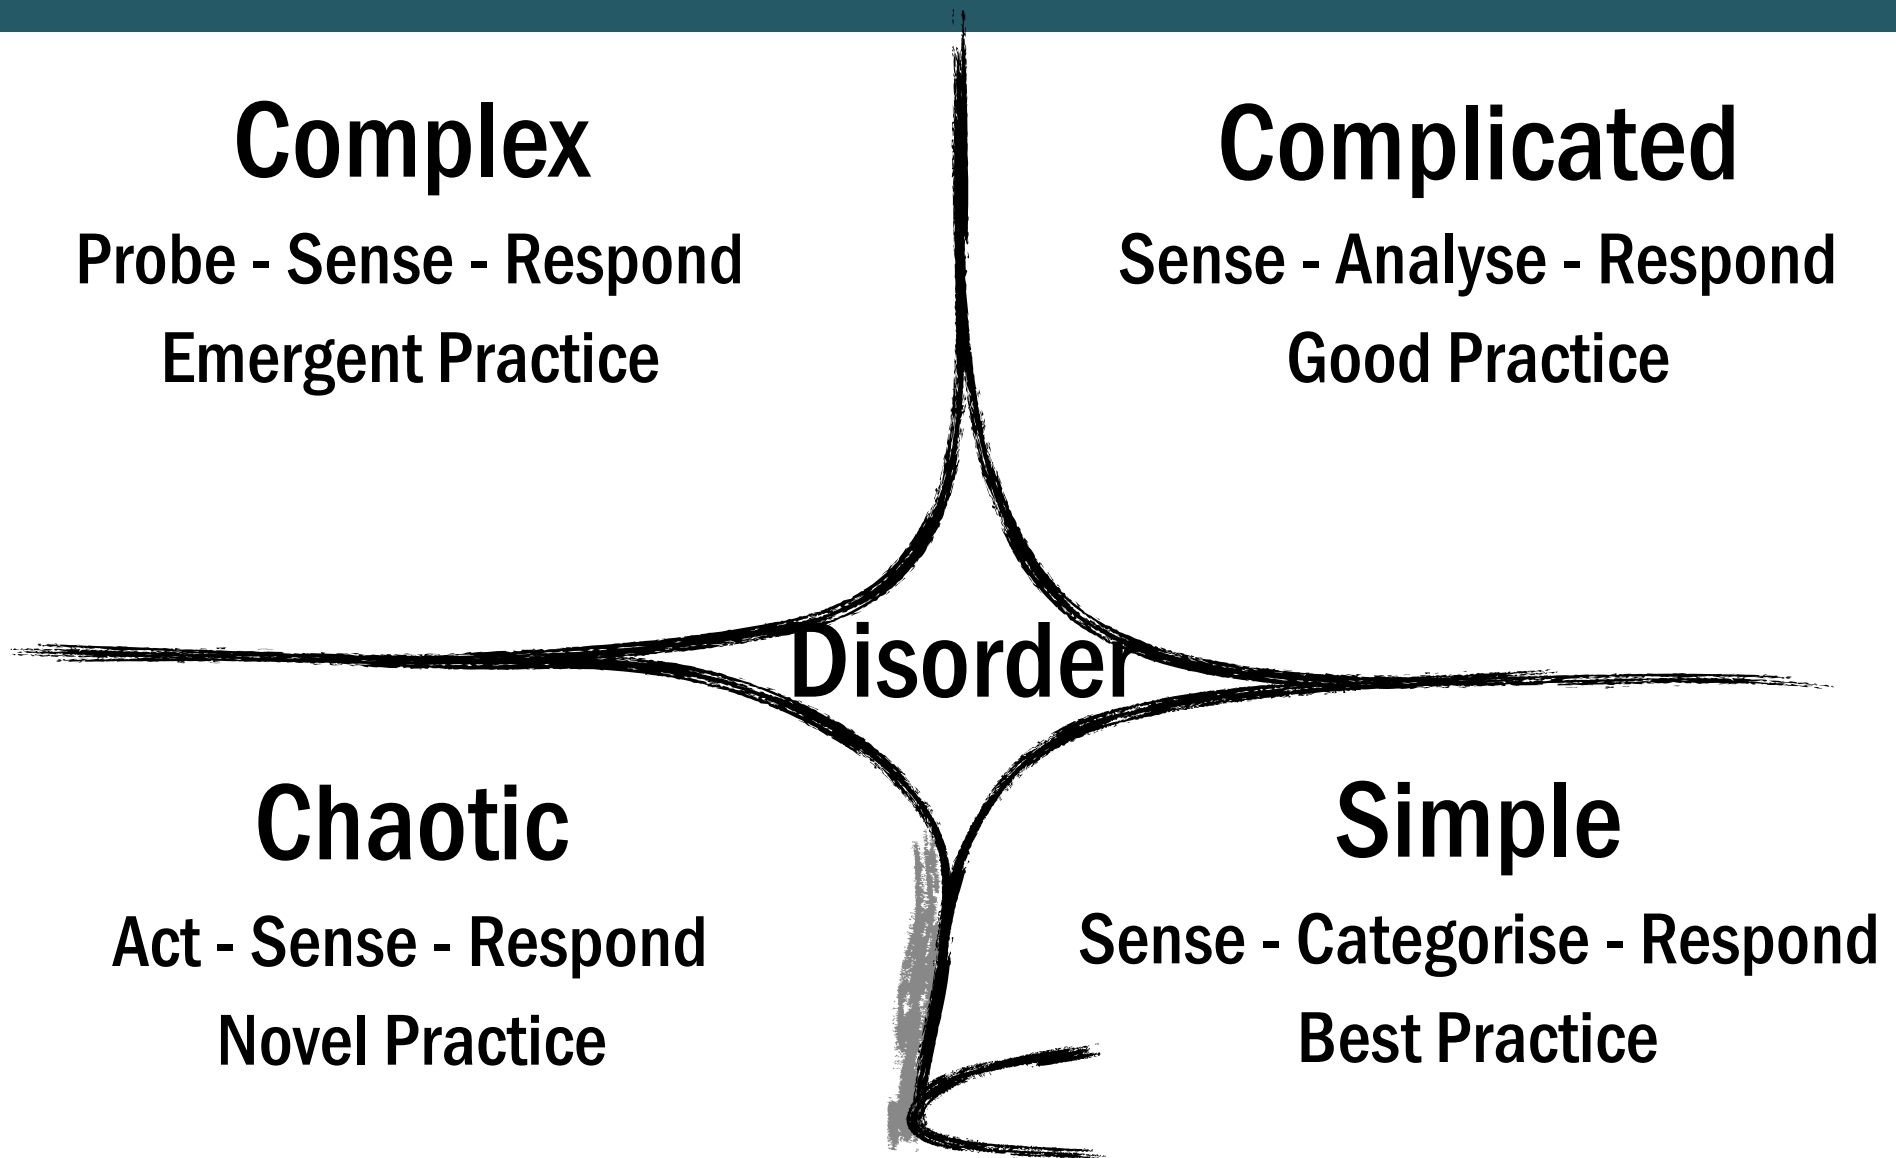 Complex
Probe - Sense - Respond
Emergent Practice
Complicated
Sense - Analyse - Respond
Good Practice
Disorder
Chaotic
Act - Sense - Respond
Novel Practice
Simple
Sense - Categorise - Respond
Best Practice